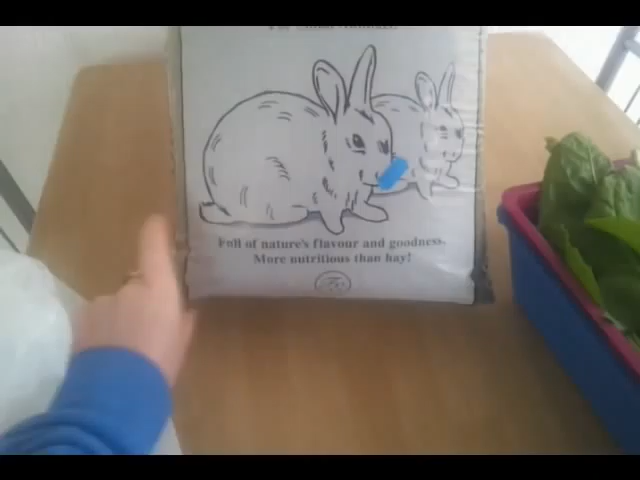 Full of nature's flavour and goodness.
More nutritious than hay!